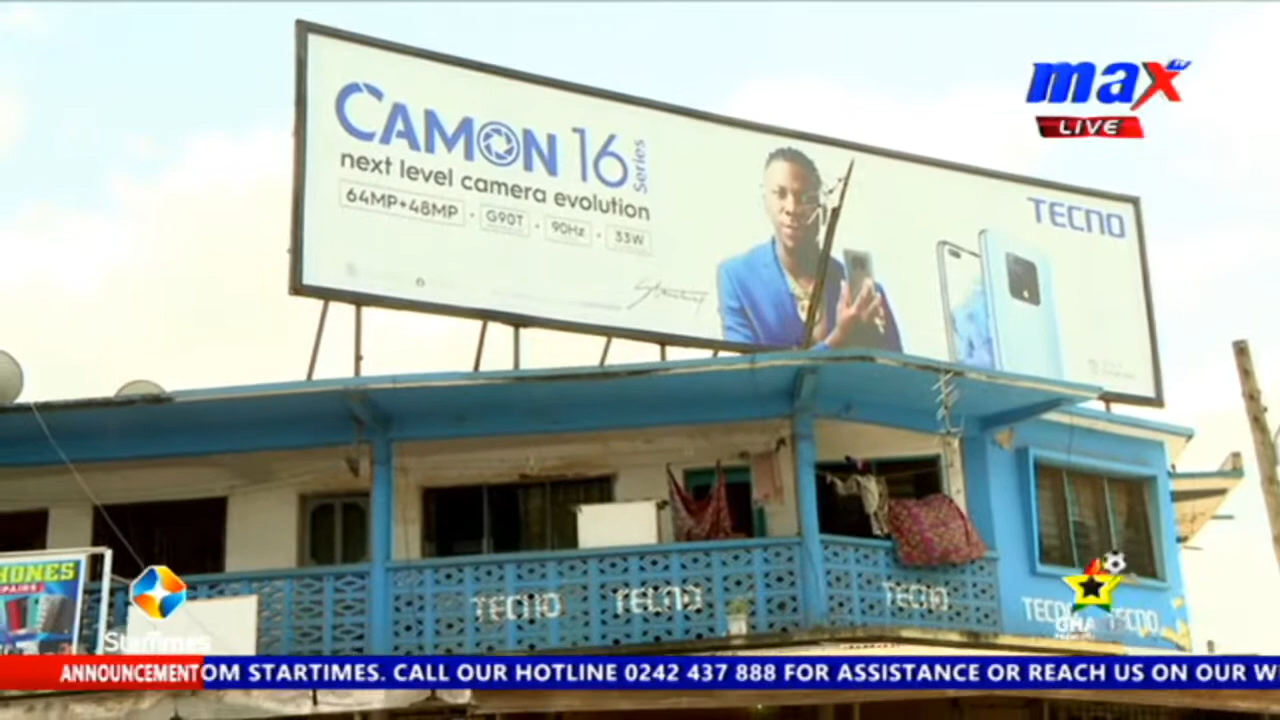 CAMON 16 Series
next level camera evolution
64MP+48MP • G90T • 90Hz • 33W
TECNO
max TV
LIVE
HONES
TECNO TECNO TECNO TECNO TECNO
StarTimes
ANNOUNCEMENT OM STARTIMES. CALL OUR HOTLINE 0242 437 888 FOR ASSISTANCE OR REACH US ON OUR W